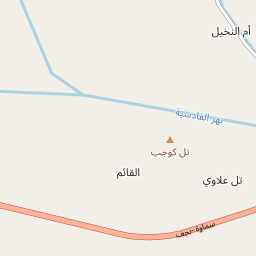 أم النخيل
نهر القادسية
تل كوجب
القائم
تل علاوي
سماوة -نجف